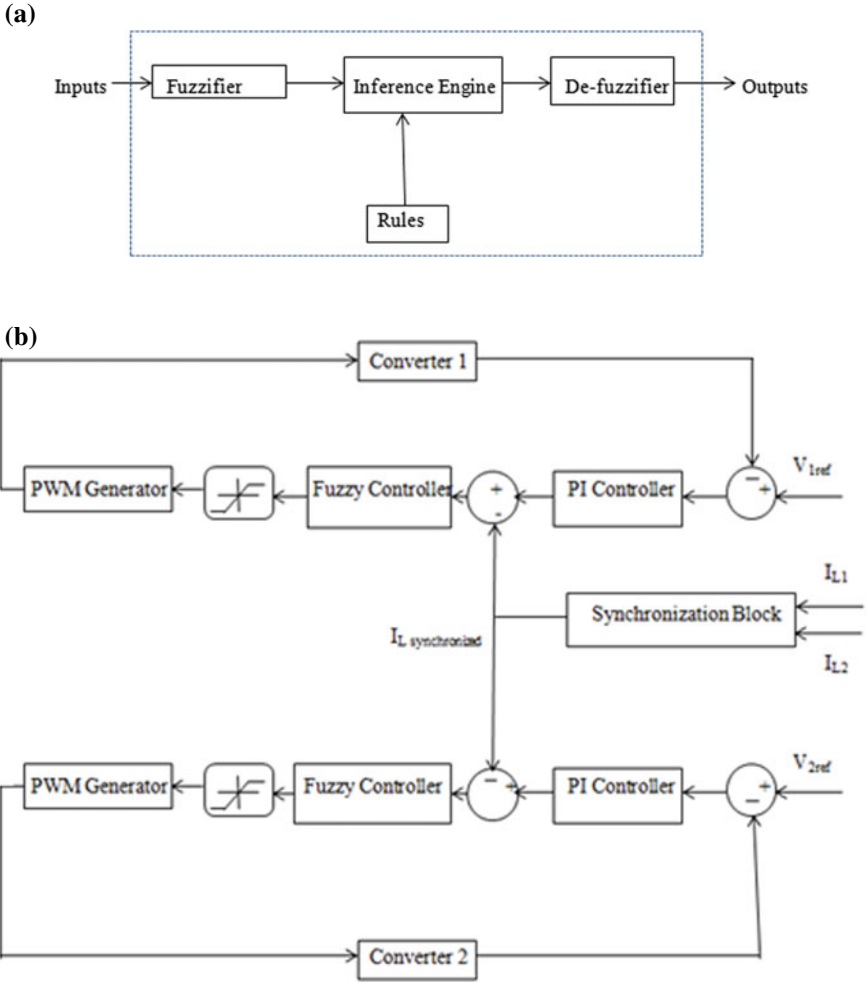 (a)
Inputs
Fuzzifier
Inference Engine
De-fuzzifier
Outputs
Rules
(b)
Converter 1
PWM Generator
Fuzzy Controller
+
-
PI Controller
−
+
V1ref
IL1
Synchronization Block
IL synchronized
IL2
PWM Generator
Fuzzy Controller
− +
PI Controller
+
−
V2ref
Converter 2